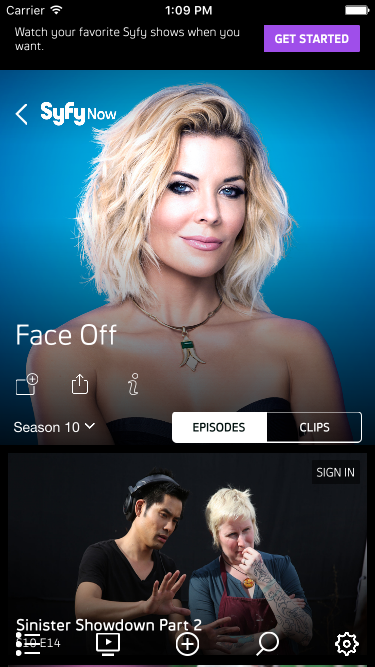 Carrier 1:09 PM
Watch your favorite Syfy shows when you
want.
GET STARTED
Syfy Now
Face Off
Season 10
EPISODES
CLIPS
SIGN IN
Sinister Showdown Part 2
S10 E14